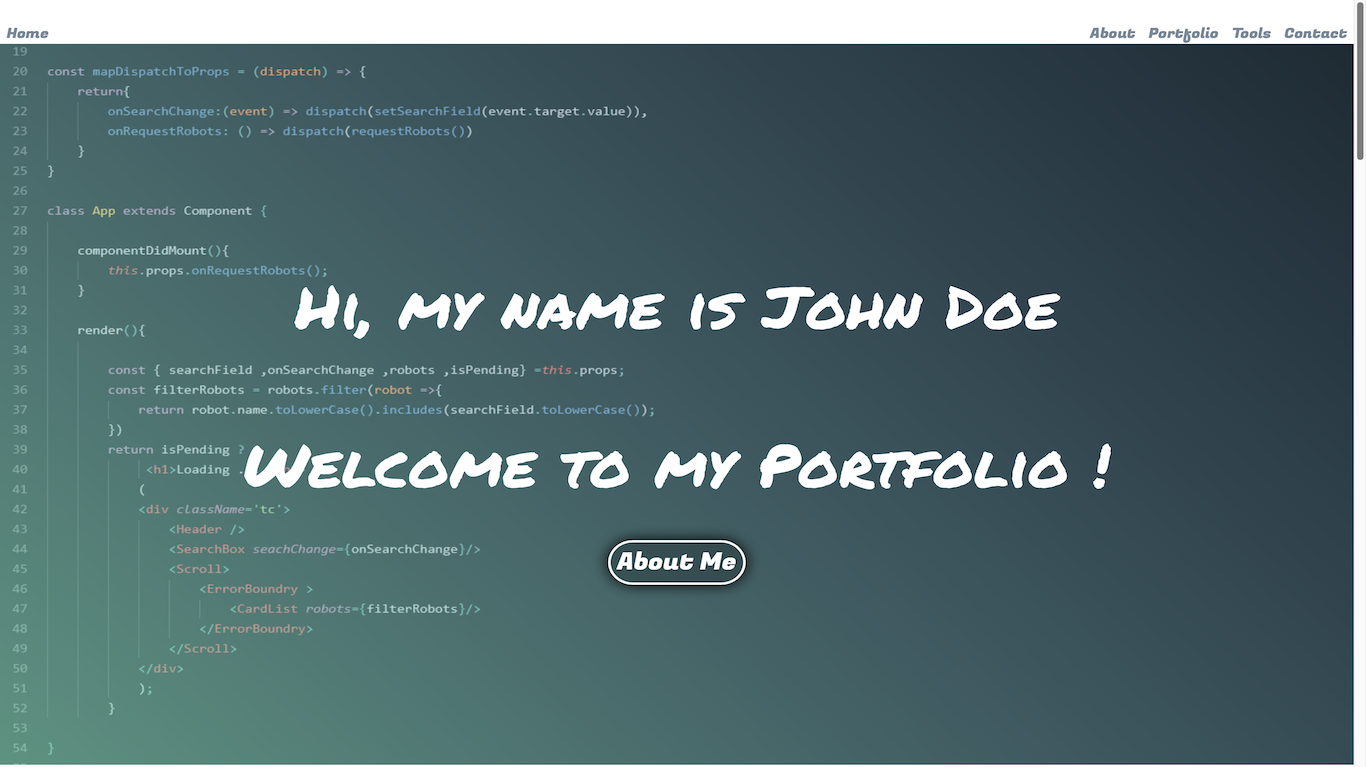 Home
About Portfolio Tools Contact
19
20 const mapDispatchToProps = (dispatch) => {
21 return{
22 onSearchChange:(event) => dispatch(setSearchField(event.target.value)),
23 onRequestRobots: () => dispatch(requestRobots())
24 }
25 }
26
27 class App extends Component {
28
29 componentDidMount(){
30 this.props.onRequestRobots();
31 }
32
33 render(){
34
35 const { searchField ,onSearchChange ,robots ,isPending} =this.props;
36 const filterRobots = robots.filter(robot =>{
37 return robot.name.toLowerCase().includes(searchField.toLowerCase());
38 })
39 return isPending ?
40 <h1>Loading .
41 (
42 <div className='tc'>
43 <Header />
44 <SearchBox seachChange={onSearchChange}/>
45 <Scroll>
46 <ErrorBoundry >
47 <CardList robots={filterRobots}/>
48 </ErrorBoundry>
49 </Scroll>
50 </div>
51 );
52 }
53
54 }
Hi, my name is John Doe
Welcome to my Portfolio !
About Me